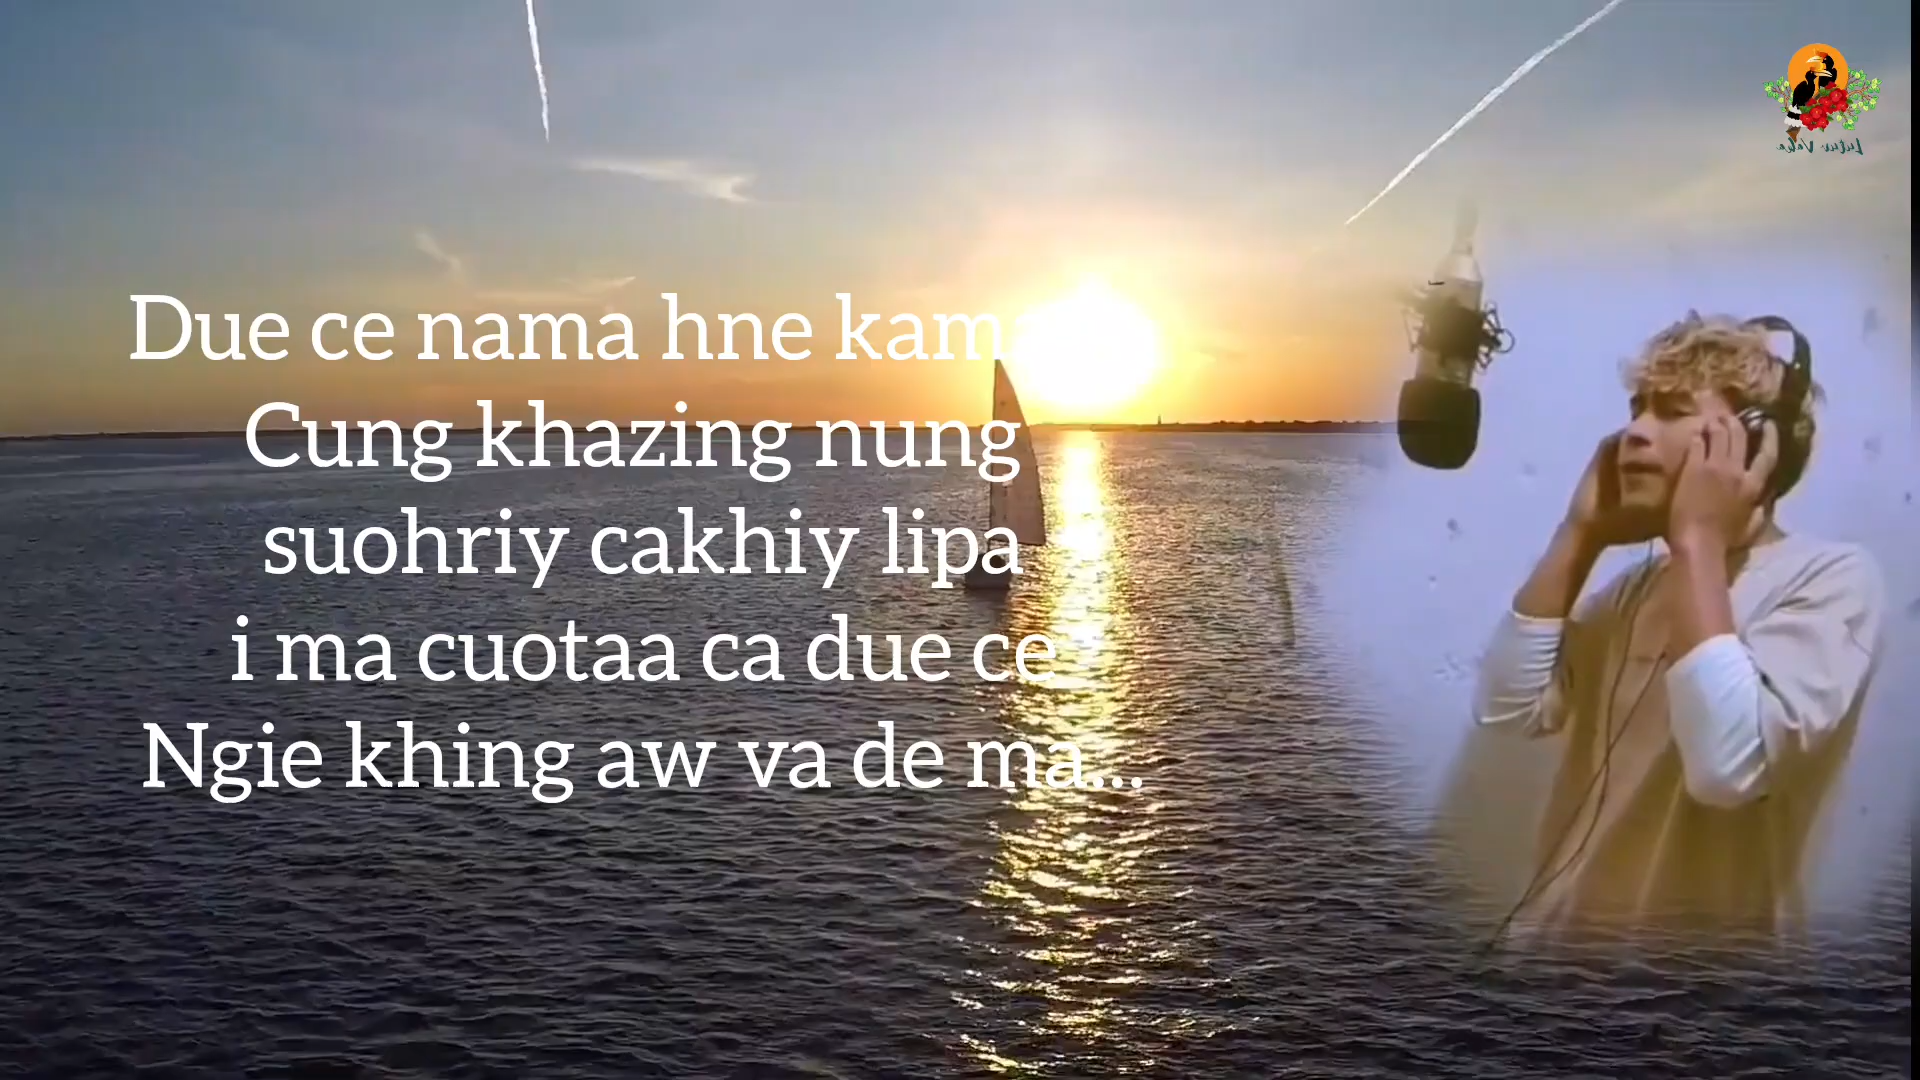 Due ce nama hne kama
Cung khazing nung
suohriy cakhiy lipa
i ma cuotaa ca due ce
Ngie khing aw va de ma...